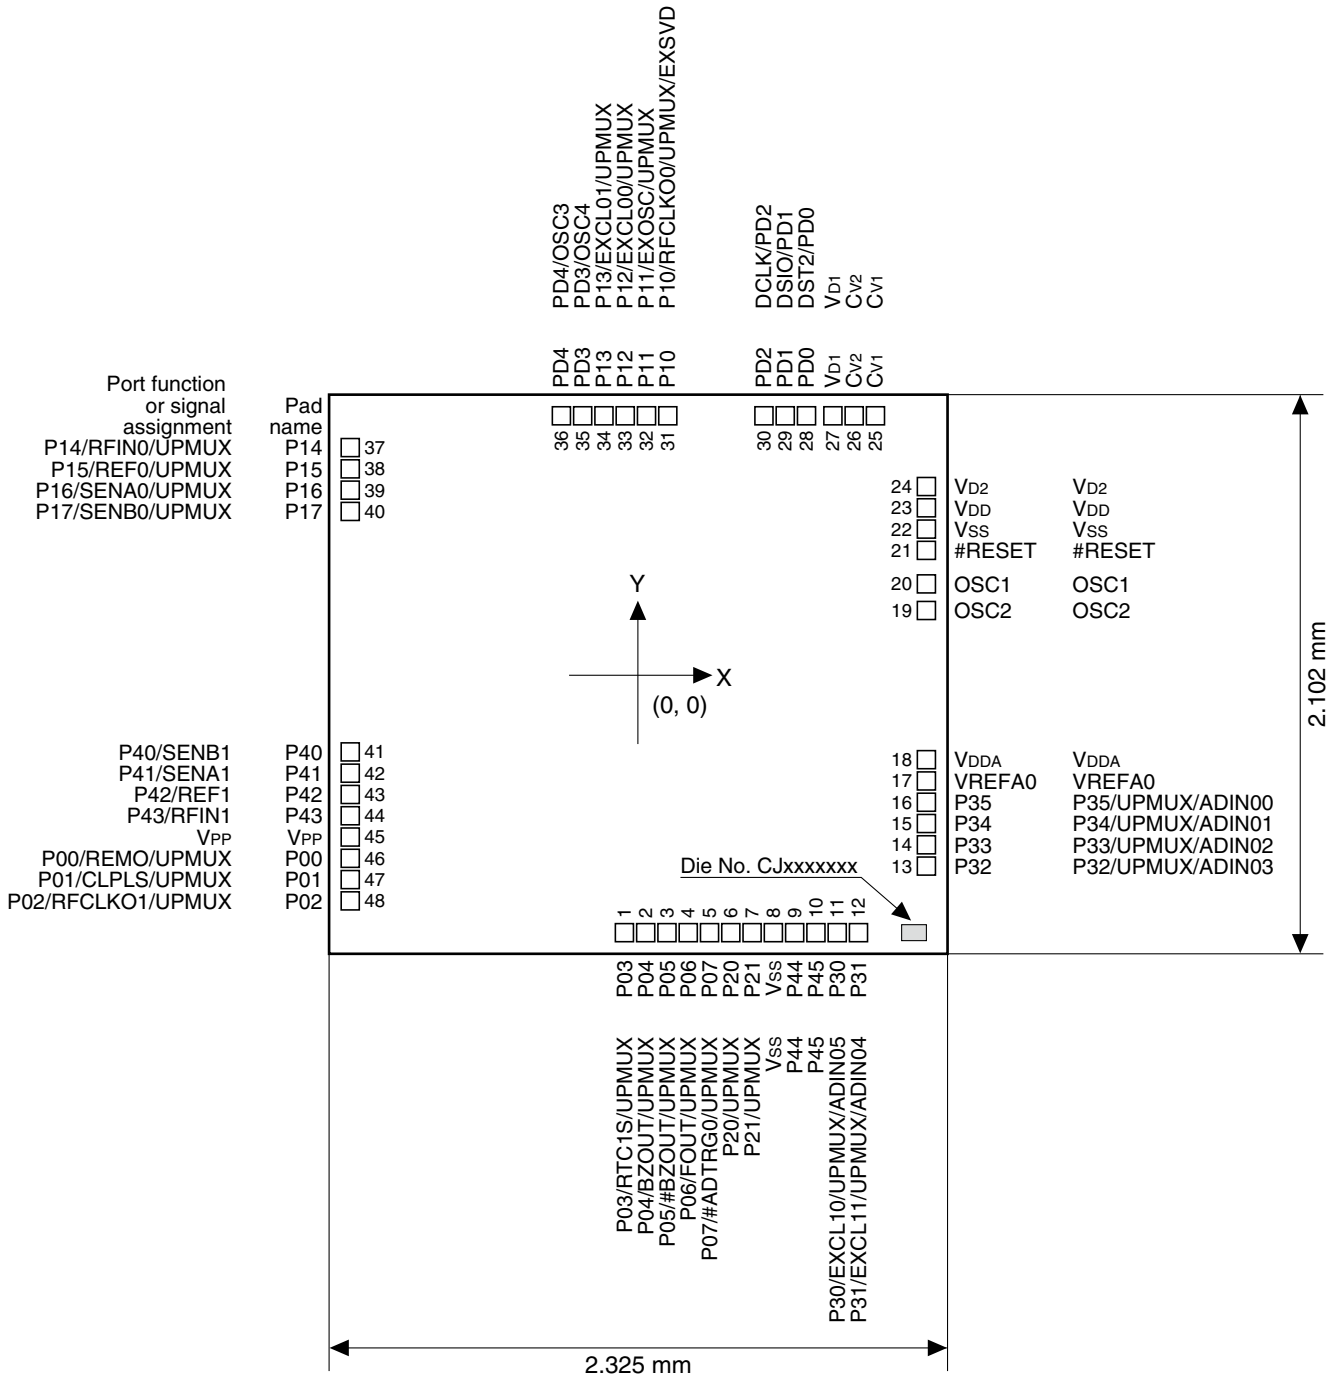 PD4/OSC3
PD3/OSC4
P13/EXCL01/UPMUX
P12/EXCL00/UPMUX
P11/EXOSC/UPMUX
P10/RFCLKO0/UPMUX/EXSVD
DCLK/PD2
DSIO/PD1
DST2/PD0
VD1
CV2
CV1
PD4
PD3
P13
P12
P11
P10
PD2
PD1
PD0
VD1
CV2
CV1
36
35
34
33
32
31
30
29
28
27
26
25
Port function
or signal
assignment
Pad
name
P14/RFIN0/UPMUX P14 37
P15/REF0/UPMUX P15 38
P16/SENA0/UPMUX P16 39
P17/SENB0/UPMUX P17 40
24 VD2 VD2
23 VDD VDD
22 VSS VSS
21 #RESET #RESET
20 OSC1 OSC1
19 OSC2 OSC2
Y
X
(0, 0)
2.102 mm
P40/SENB1 P40 41
P41/SENA1 P41 42
P42/REF1 P42 43
P43/RFIN1 P43 44
VPP VPP 45
P00/REMO/UPMUX P00 46
P01/CLPLS/UPMUX P01 47
P02/RFCLKO1/UPMUX P02 48
18 VDDA VDDA
17 VREFA0 VREFA0
16 P35 P35/UPMUX/ADIN00
15 P34 P34/UPMUX/ADIN01
14 P33 P33/UPMUX/ADIN02
13 P32 P32/UPMUX/ADIN03
Die No. CJxxxxxxx
1
2
3
4
5
6
7
8
9
10
11
12
P03
P04
P05
P06
P07
P20
P21
VSS
P44
P45
P30
P31
P03/RTC1S/UPMUX
P04/BZOUT/UPMUX
P05/#BZOUT/UPMUX
P06/FOUT/UPMUX
P07/#ADTRG0/UPMUX
P20/UPMUX
P21/UPMUX
VSS
P44
P45
P30/EXCL10/UPMUX/ADIN05
P31/EXCL11/UPMUX/ADIN04
2.325 mm